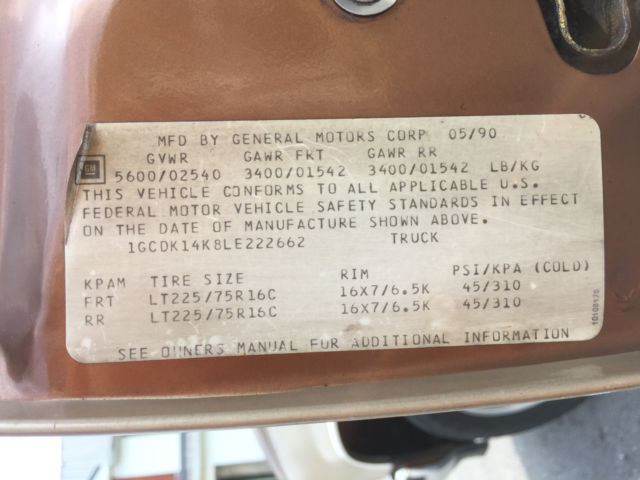 MFD BY GENERAL MOTORS CORP 05/90
GVWR GAWR FRT GAWR RR
GM
5600/02540 3400/01542 3400/01542 LB/KG
THIS VEHICLE CONFORMS TO ALL APPLICABLE U.S.
FEDERAL MOTOR VEHICLE SAFETY STANDARDS IN EFFECT
ON THE DATE OF MANUFACTURE SHOWN ABOVE.
1GCDK14K8LE222662 TRUCK
KPAM TIRE SIZE RIM PSI/KPA (COLD)
FRT LT225/75R16C 16X7/6.5K 45/310
RR LT225/75R16C 16X7/6.5K 45/310
SEE OWNERS MANUAL FUR ADDITIONAL INFORMATION